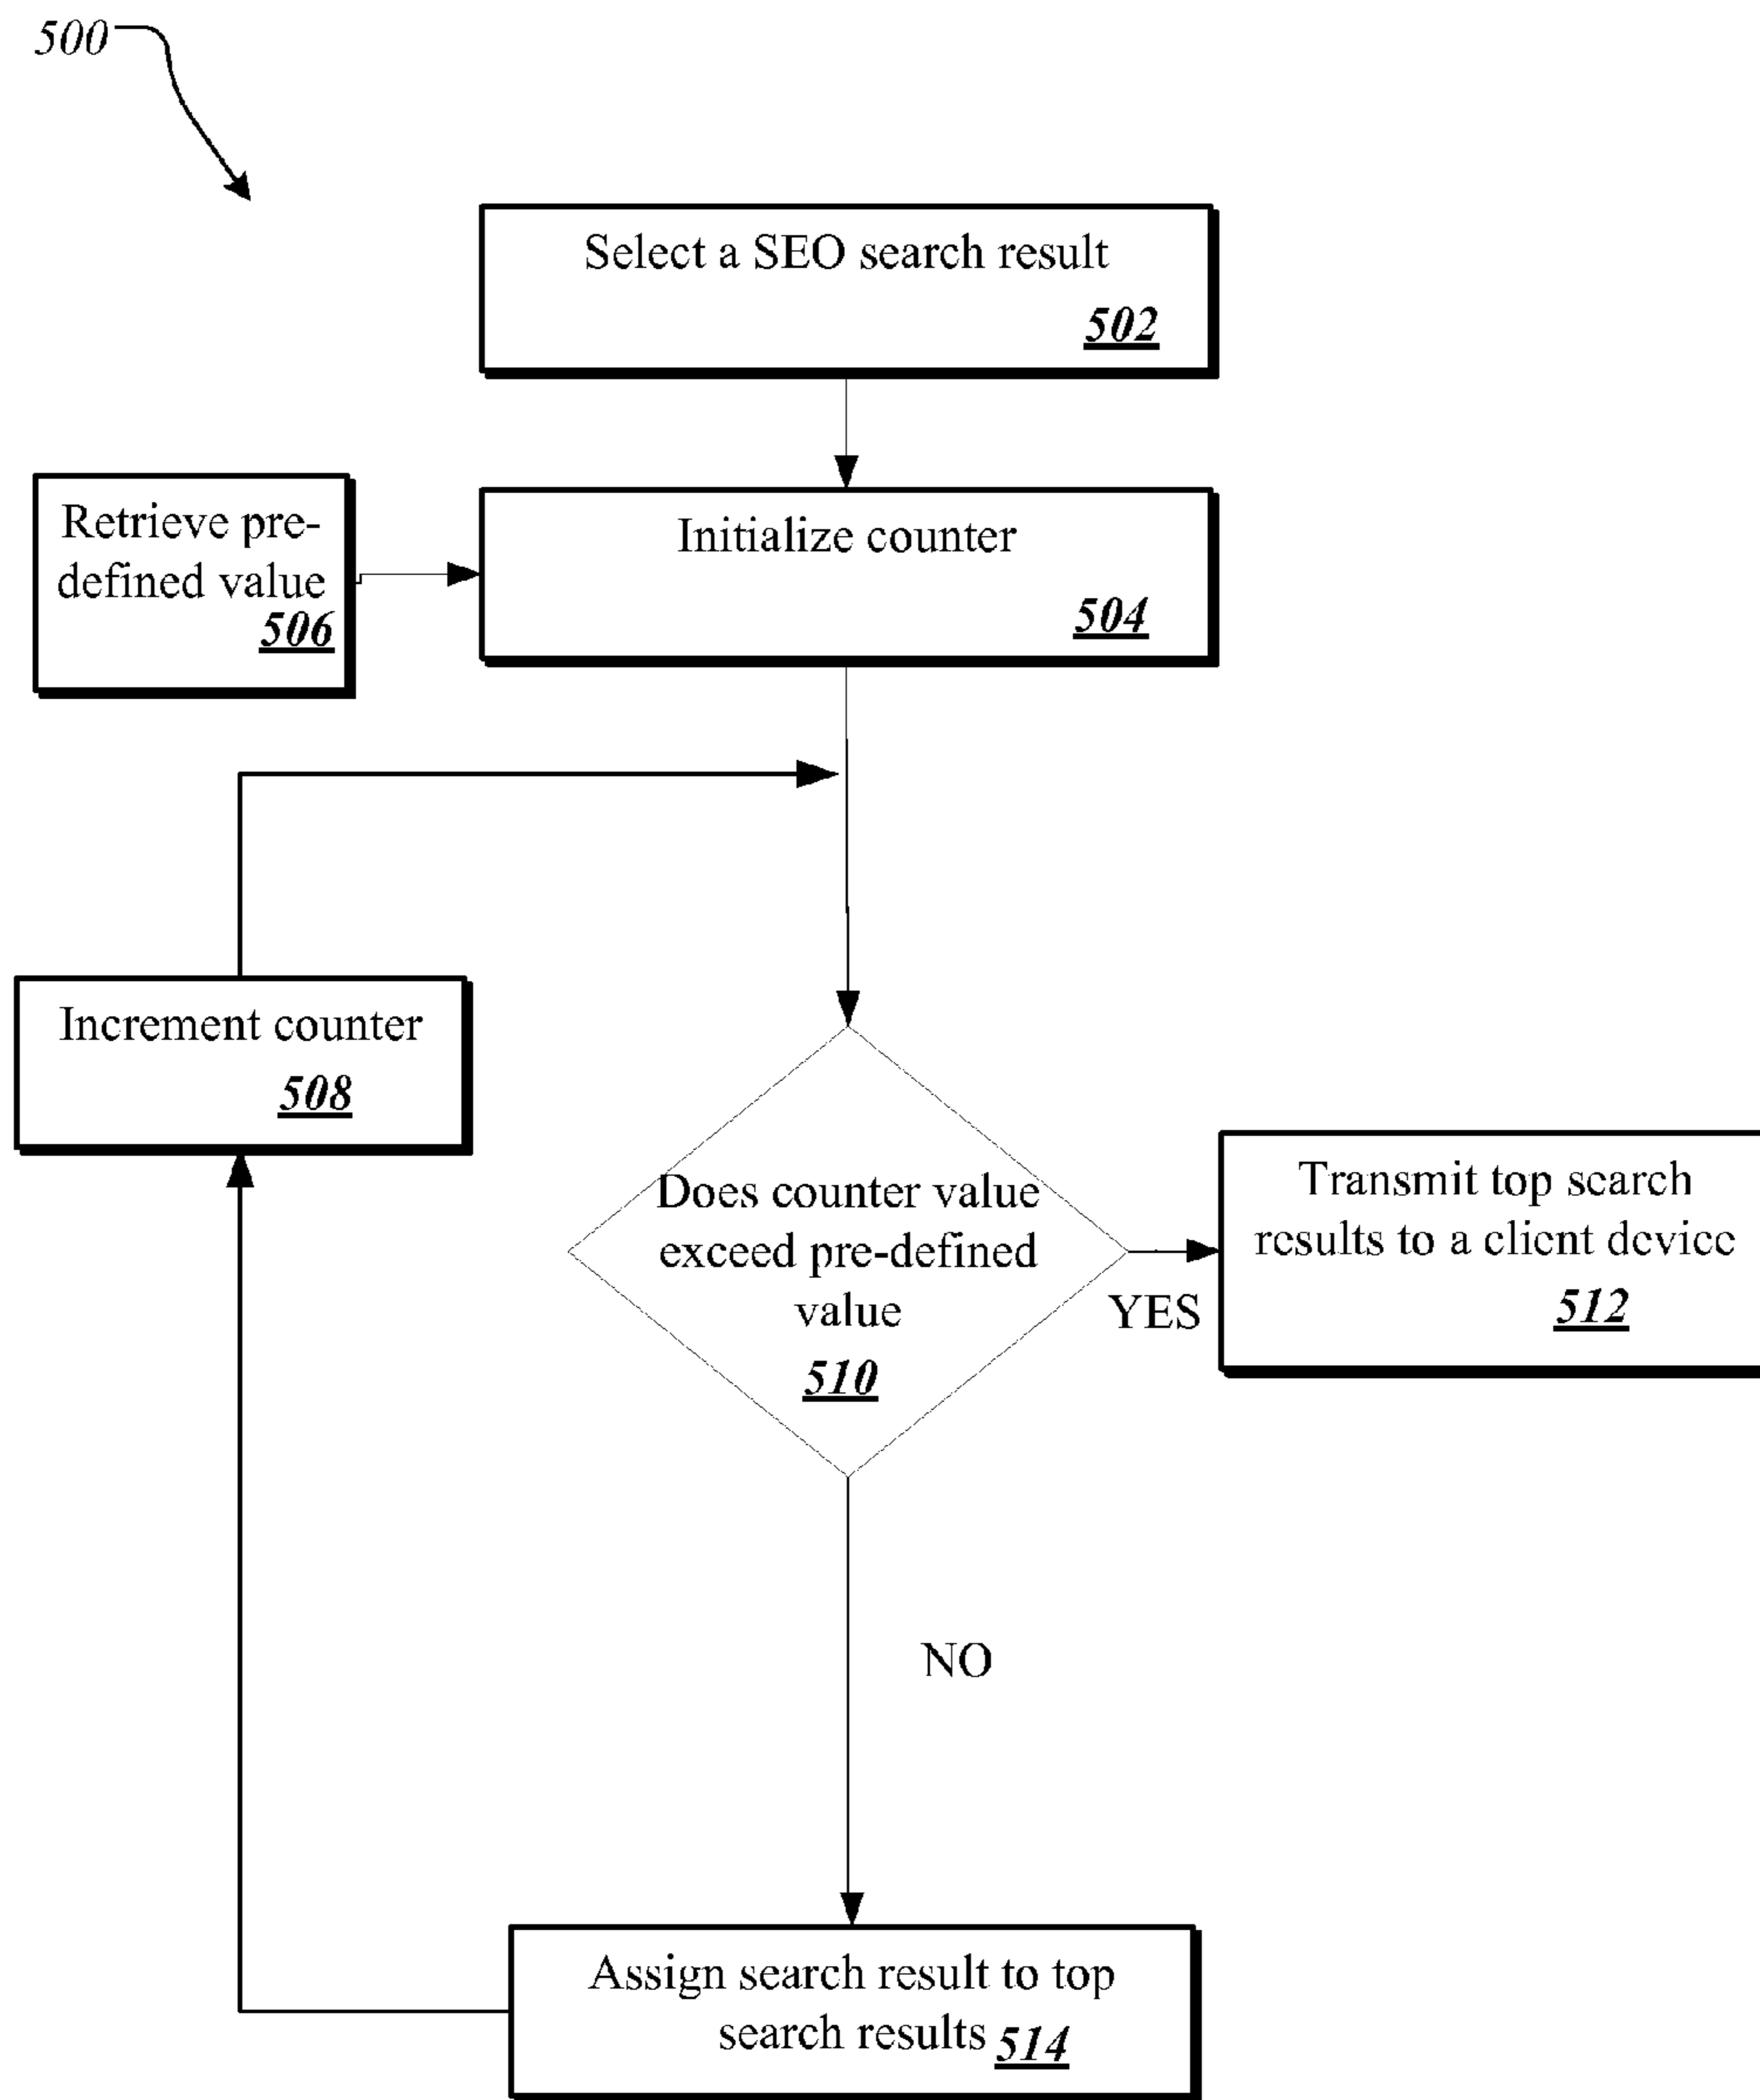 500
Select a SEO search result
502
Retrieve pre-
defined value
506
Initialize counter
504
Increment counter
508
Does counter value
exceed pre-defined
value
510
YES
Transmit top search
results to a client device
512
NO
Assign search result to top
search results 514